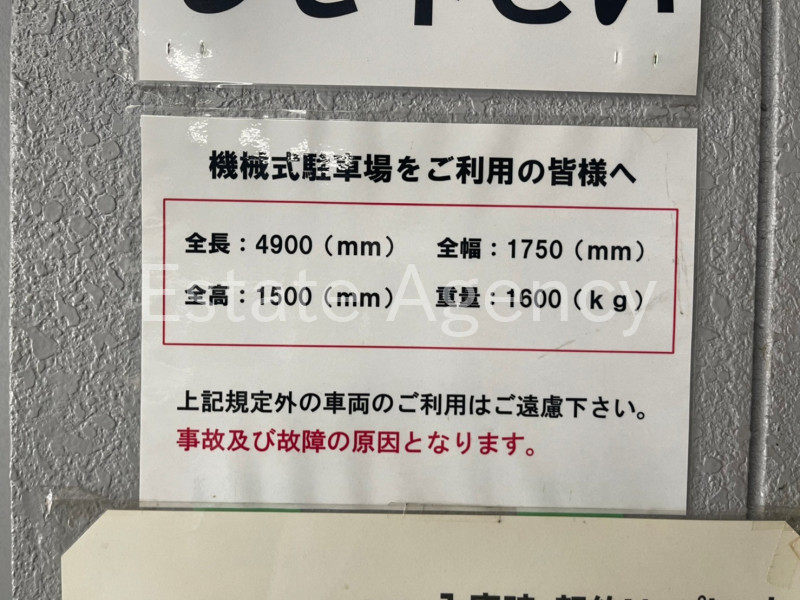 機械式駐車場をご利用の皆様へ
全長：4900（mm） 全幅：1750（mm）
全高：1500（mm） 重量：1600（ｋｇ）
Estate Agency
上記規定外の車両のご利用はご遠慮下さい。
事故及び故障の原因となります。